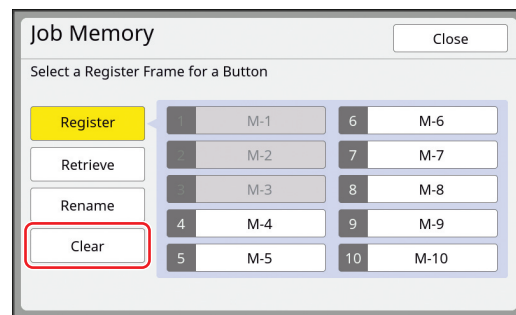 Job Memory
Close
Select a Register Frame for a Button
Register
Retrieve
Rename
Clear
1 M-1
2 M-2
3 M-3
4 M-4
5 M-5
6 M-6
7 M-7
8 M-8
9 M-9
10 M-10